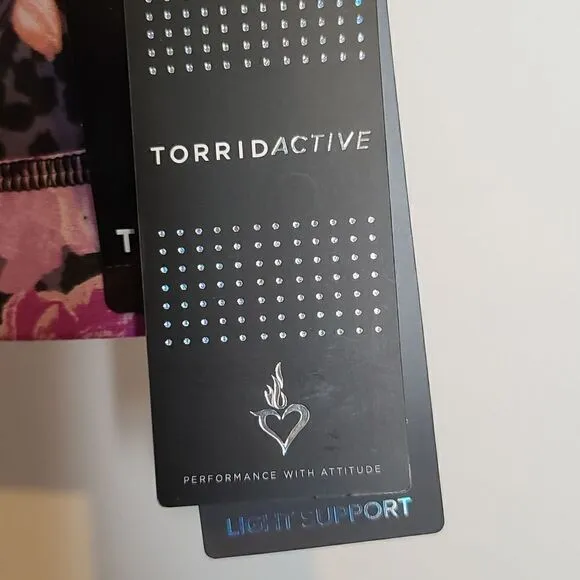 TORRIDACTIVE
T
PERFORMANCE WITH ATTITUDE
LIGHT SUPPORT